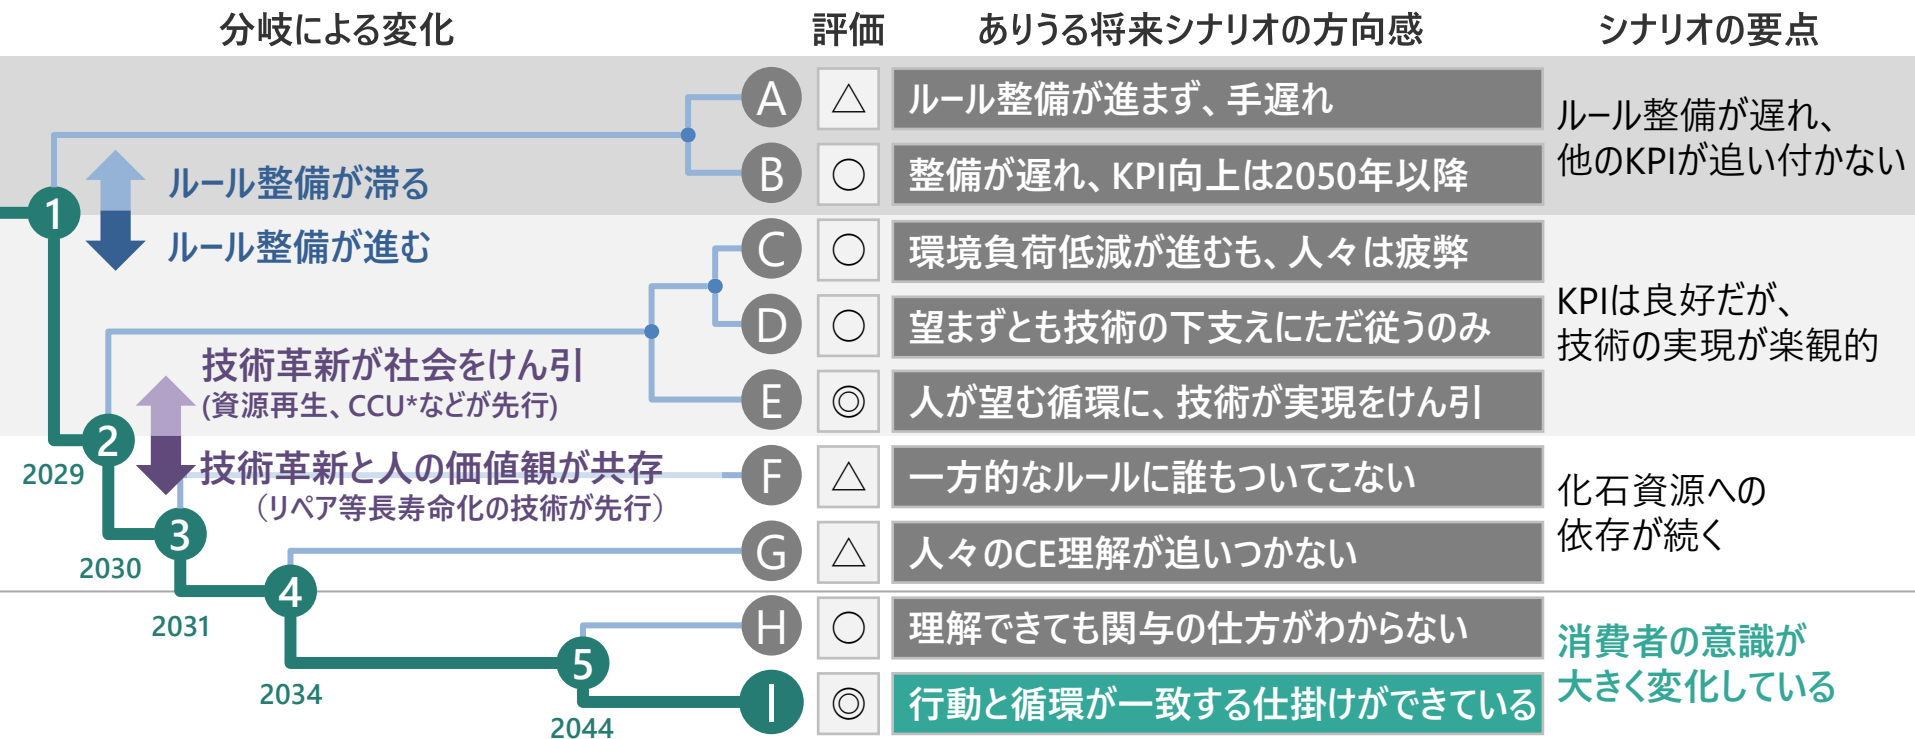 分岐による変化
評価
ありうる将来シナリオの方向感
シナリオの要点
A
△
ルール整備が進まず、手遅れ
B
○
整備が遅れ、KPI向上は2050年以降
ルール整備が遅れ、
他のKPIが追い付かない
ルール整備が滞る
1
ルール整備が進む
C
○
環境負荷低減が進むも、人々は疲弊
D
○
望まずとも技術の下支えにただ従うのみ
E
◎
人が望む循環に、技術が実現をけん引
KPIは良好だが、
技術の実現が楽観的
技術革新が社会をけん引
(資源再生、CCU*などが先行)
2
2029
技術革新と人の価値観が共存
（リペア等長寿命化の技術が先行）
F
△
一方的なルールに誰もついてこない
3
2030
G
△
人々のCE理解が追いつかない
化石資源への
依存が続く
4
2031
H
○
理解できても関与の仕方がわからない
5
2034
I
◎
行動と循環が一致する仕掛けができている
2044
消費者の意識が
大きく変化している